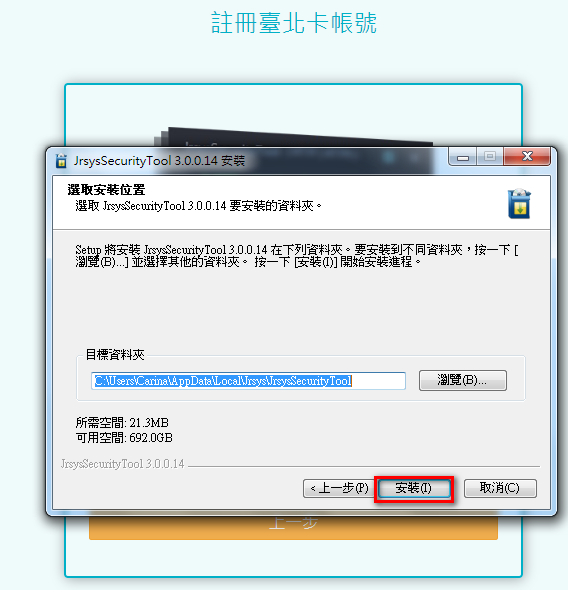 註冊臺北卡帳號
JrsysSecurityTool 3.0.0.14 安裝
選取安裝位置
選取 JrsysSecurityTool 3.0.0.14 要安裝的資料夾。
Setup 將安裝 JrsysSecurityTool 3.0.0.14 在下列資料夾。要安裝到不同資料夾，按一下 [
瀏覽(B)...] 並選擇其他的資料夾。 按一下 [安裝(I)] 開始安裝進程。
目標資料夾
C:\Users\Carina\AppData\Local\Jrsys\JrsysSecurityTool
瀏覽(B)...
所需空間: 21.3MB
可用空間: 692.0GB
JrsysSecurityTool 3.0.0.14
< 上一步(P)
安裝(I)
取消(C)
上一步